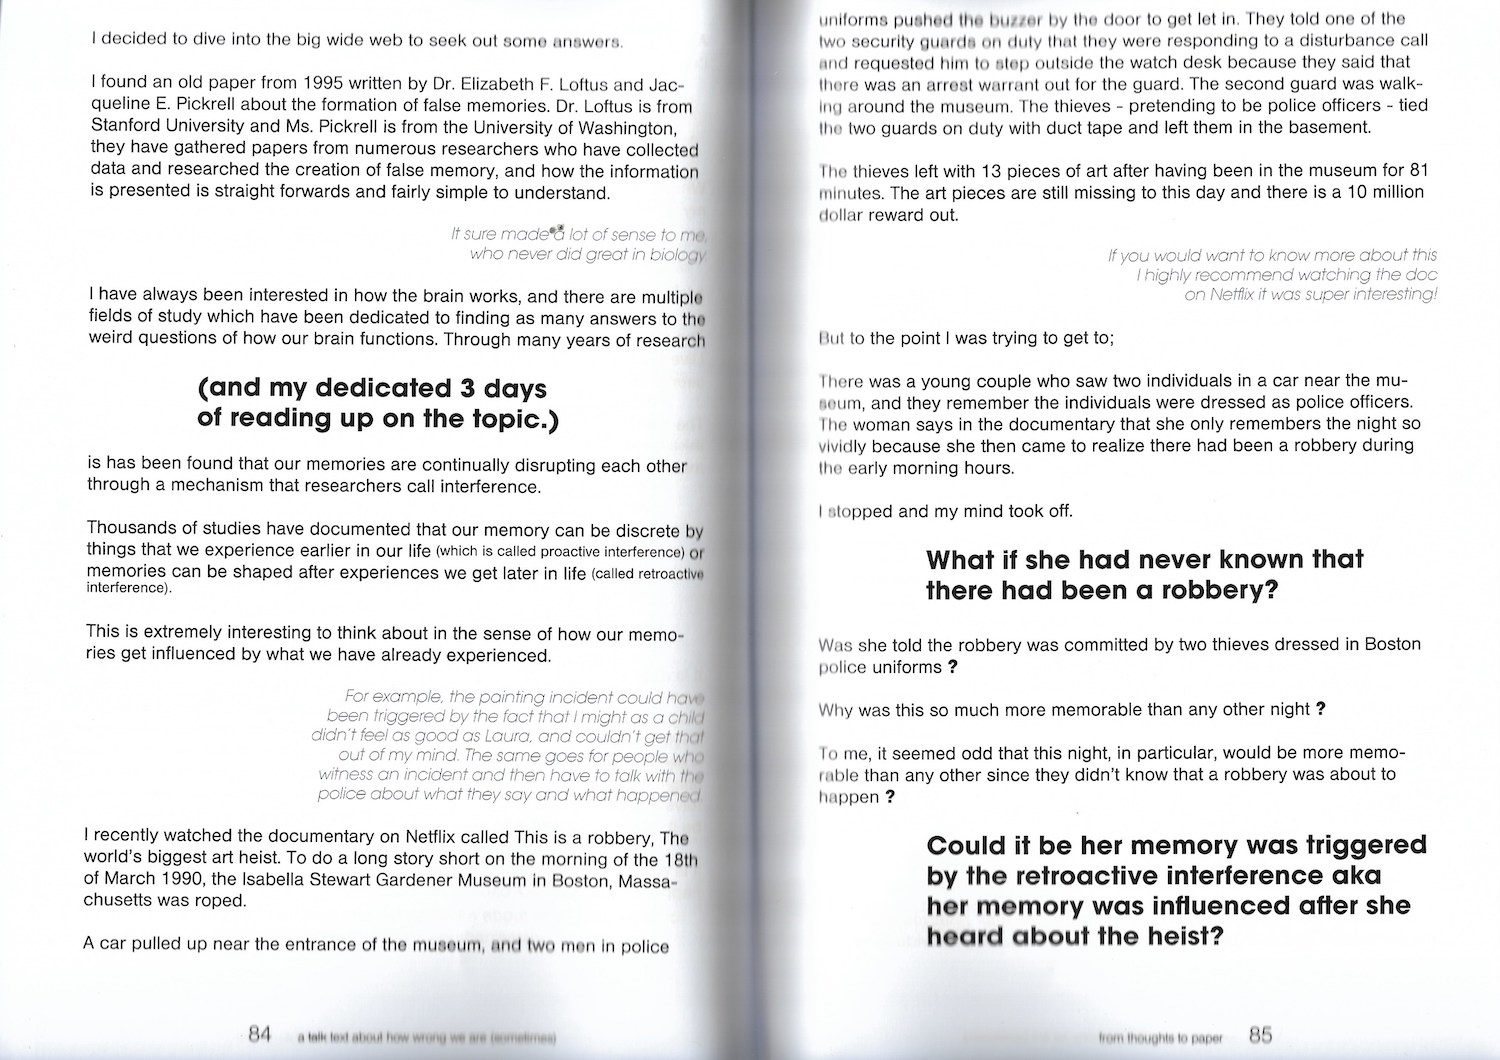 I decided to dive into the big wide web to seek out some answers.
I found an old paper from 1995 written by Dr. Elizabeth F. Loftus and Jac-
queline E. Pickrell about the formation of false memories. Dr. Loftus is from
Stanford University and Ms. Pickrell is from the University of Washington,
they have gathered papers from numerous researchers who have collected
data and researched the creation of false memory, and how the information
is presented is straight forwards and fairly simple to understand.
It sure made a lot of sense to me,
who never did great in biology
I have always been interested in how the brain works, and there are multiple
fields of study which have been dedicated to finding as many answers to the
weird questions of how our brain functions. Through many years of research
(and my dedicated 3 days
of reading up on the topic.)
is has been found that our memories are continually disrupting each other
through a mechanism that researchers call interference.
Thousands of studies have documented that our memory can be discrete by
things that we experience earlier in our life (which is called proactive interference) or
memories can be shaped after experiences we get later in life (called retroactive
interference).
This is extremely interesting to think about in the sense of how our memo-
ries get influenced by what we have already experienced.
For example, the painting incident could have
been triggered by the fact that I might as a child
didn't feel as good as Laura, and couldn't get that
out of my mind. The same goes for people who
witness an incident and then have to talk with the
police about what they say and what happened.
I recently watched the documentary on Netflix called This is a robbery, The
world's biggest art heist. To do a long story short on the morning of the 18th
of March 1990, the Isabella Stewart Gardener Museum in Boston, Massa-
chusetts was roped.
A car pulled up near the entrance of the museum, and two men in police
84 a talk text about how wrong we are (sometimes)
uniforms pushed the buzzer by the door to get let in. They told one of the
two security guards on duty that they were responding to a disturbance call
and requested him to step outside the watch desk because they said that
there was an arrest warrant out for the guard. The second guard was walk-
ing around the museum. The thieves - pretending to be police officers - tied
the two guards on duty with duct tape and left them in the basement.
The thieves left with 13 pieces of art after having been in the museum for 81
minutes. The art pieces are still missing to this day and there is a 10 million
dollar reward out.
If you would want to know more about this
I highly recommend watching the doc
on Netflix it was super interesting!
But to the point I was trying to get to;
There was a young couple who saw two individuals in a car near the mu-
seum, and they remember the individuals were dressed as police officers.
The woman says in the documentary that she only remembers the night so
vividly because she then came to realize there had been a robbery during
the early morning hours.
I stopped and my mind took off.
What if she had never known that
there had been a robbery?
Was she told the robbery was committed by two thieves dressed in Boston
police uniforms ?
Why was this so much more memorable than any other night ?
To me, it seemed odd that this night, in particular, would be more memo-
rable than any other since they didn't know that a robbery was about to
happen ?
Could it be her memory was triggered
by the retroactive interference aka
her memory was influenced after she
heard about the heist?
from thoughts to paper 85